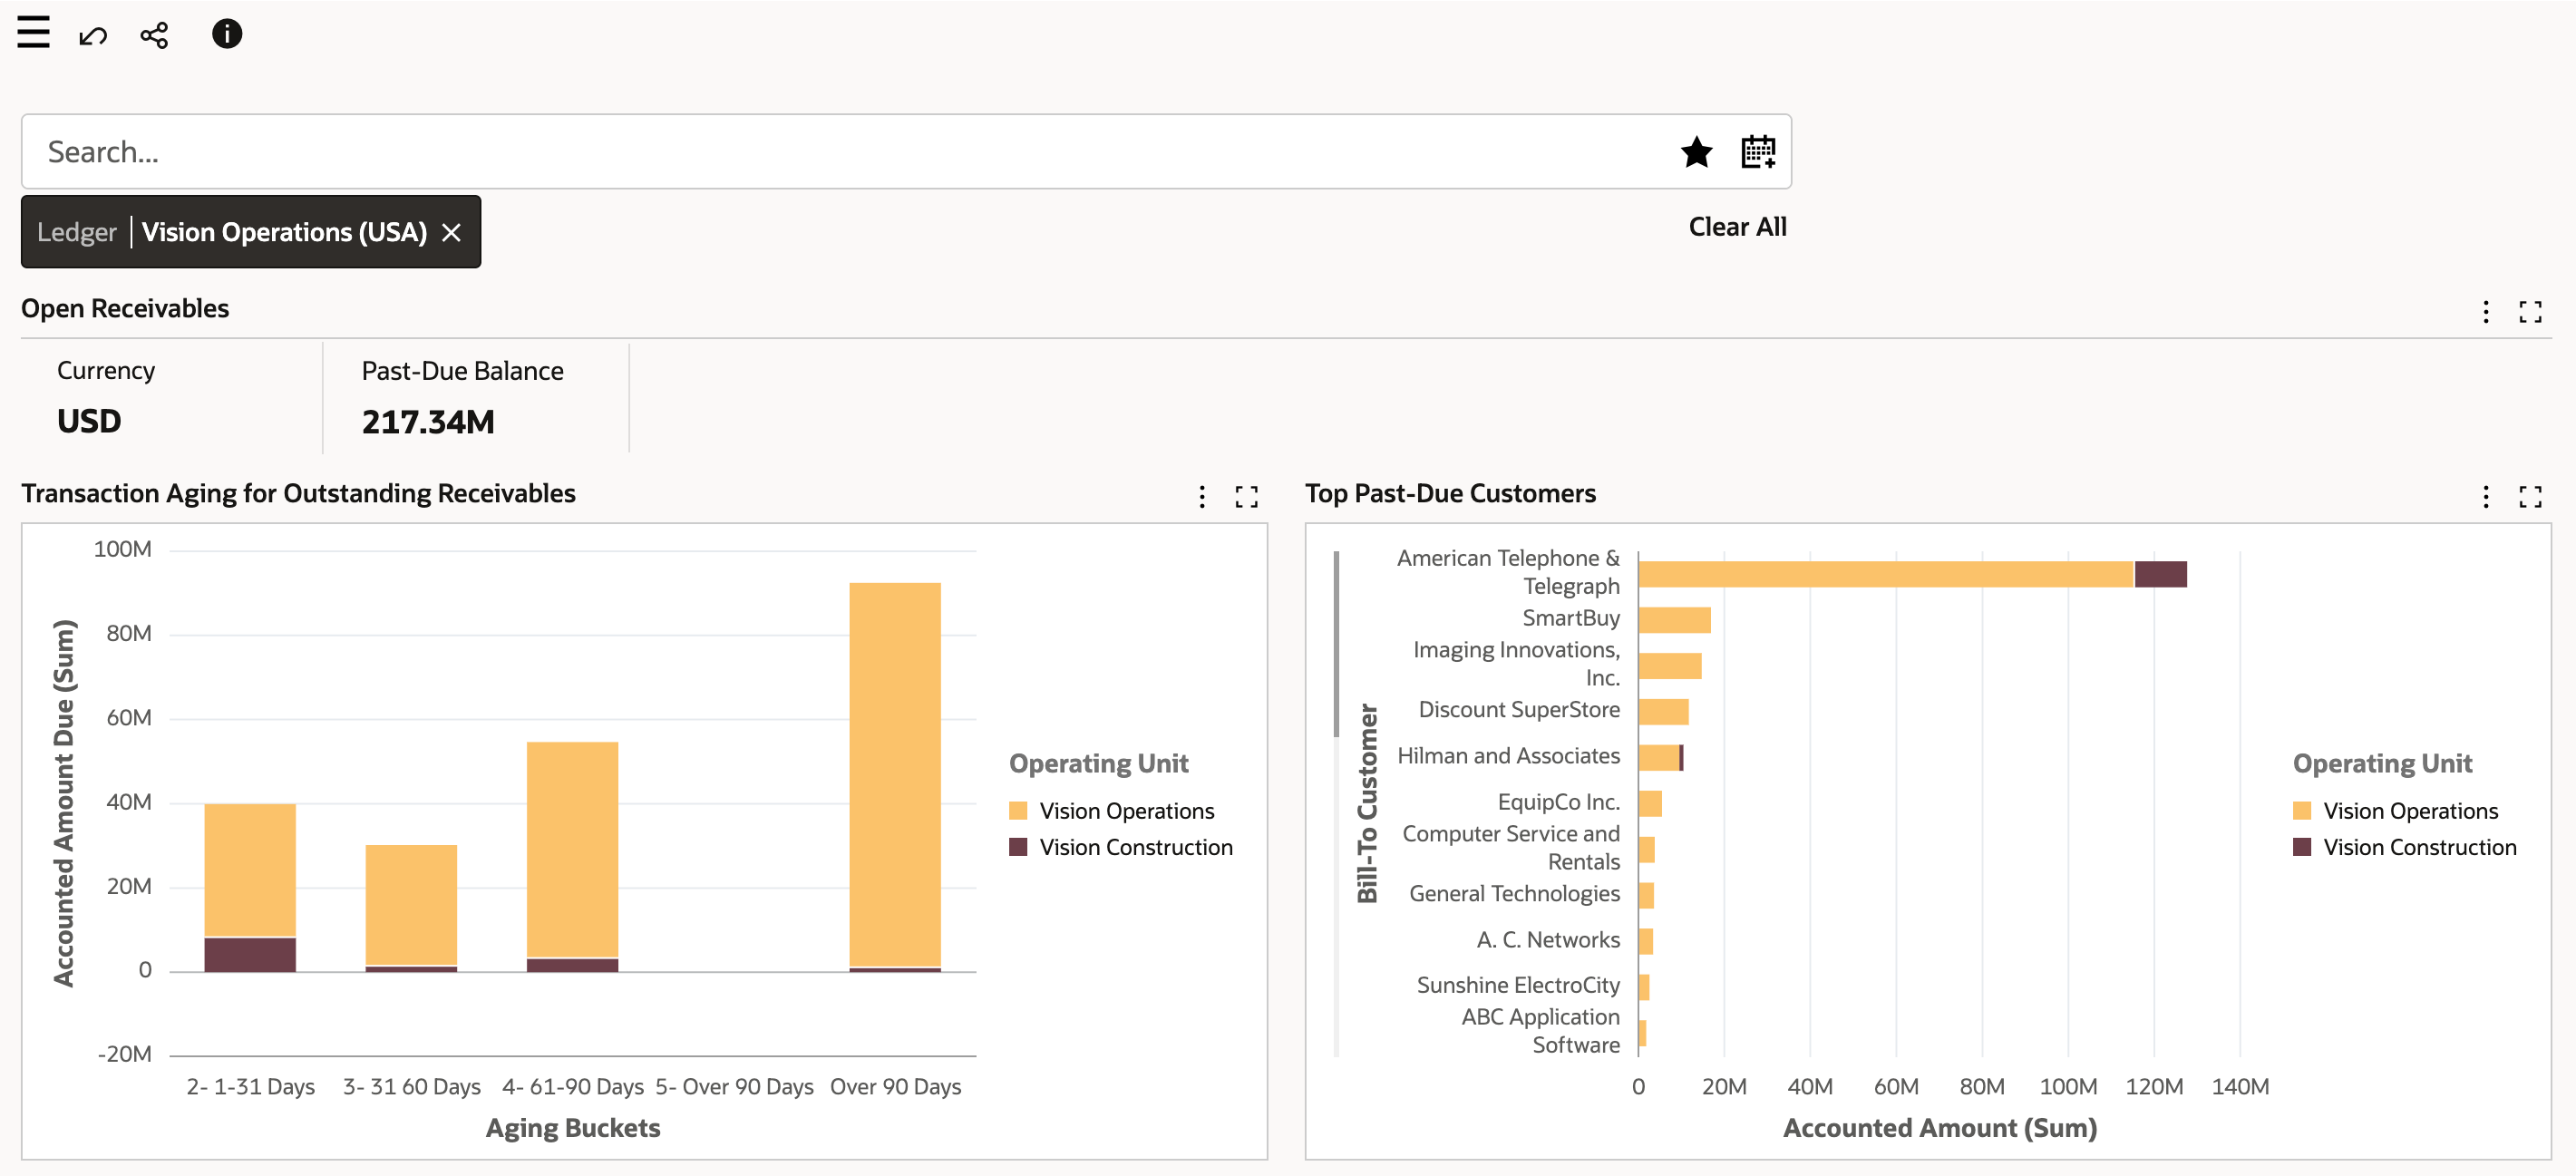 Search...
Ledger | Vision Operations (USA)
Clear All
Open Receivables
Currency
USD
Past-Due Balance
217.34M
Transaction Aging for Outstanding Receivables
100M
80M
60M
40M
20M
0
-20M
Accounted Amount Due (Sum)
2- 1-31 Days
3- 31 60 Days
4- 61-90 Days
5- Over 90 Days
Over 90 Days
Aging Buckets
Operating Unit
Vision Operations
Vision Construction
Top Past-Due Customers
Bill-To Customer
American Telephone &
Telegraph
SmartBuy
Imaging Innovations,
Inc.
Discount SuperStore
Hilman and Associates
EquipCo Inc.
Computer Service and
Rentals
General Technologies
A. C. Networks
Sunshine ElectroCity
ABC Application
Software
0
20M
40M
60M
80M
100M
120M
140M
Accounted Amount (Sum)
Operating Unit
Vision Operations
Vision Construction